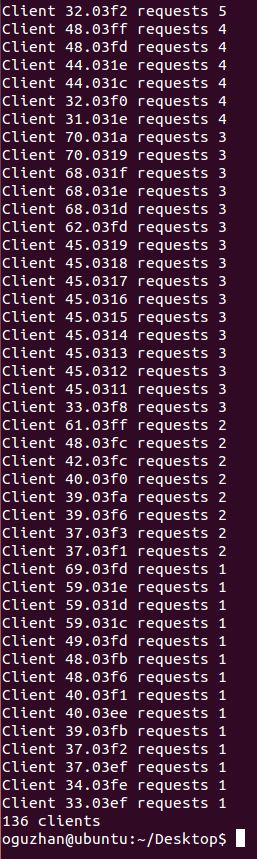 Client 32.03f2 requests 5
Client 48.03ff requests 4
Client 48.03fd requests 4
Client 44.031e requests 4
Client 44.031c requests 4
Client 32.03f0 requests 4
Client 31.031e requests 4
Client 70.031a requests 3
Client 70.0319 requests 3
Client 68.031f requests 3
Client 68.031e requests 3
Client 68.031d requests 3
Client 62.03fd requests 3
Client 45.0319 requests 3
Client 45.0318 requests 3
Client 45.0317 requests 3
Client 45.0316 requests 3
Client 45.0315 requests 3
Client 45.0314 requests 3
Client 45.0313 requests 3
Client 45.0312 requests 3
Client 45.0311 requests 3
Client 33.03f8 requests 3
Client 61.03ff requests 2
Client 48.03fc requests 2
Client 42.03fc requests 2
Client 40.03f0 requests 2
Client 39.03fa requests 2
Client 39.03f6 requests 2
Client 37.03f3 requests 2
Client 37.03f1 requests 2
Client 69.03fd requests 1
Client 59.031e requests 1
Client 59.031d requests 1
Client 59.031c requests 1
Client 49.03fd requests 1
Client 48.03fb requests 1
Client 48.03f6 requests 1
Client 40.03f1 requests 1
Client 40.03ee requests 1
Client 39.03fb requests 1
Client 37.03f2 requests 1
Client 37.03ef requests 1
Client 34.03fe requests 1
Client 33.03ef requests 1
136 clients
oguzhan@ubuntu:~/Desktop$